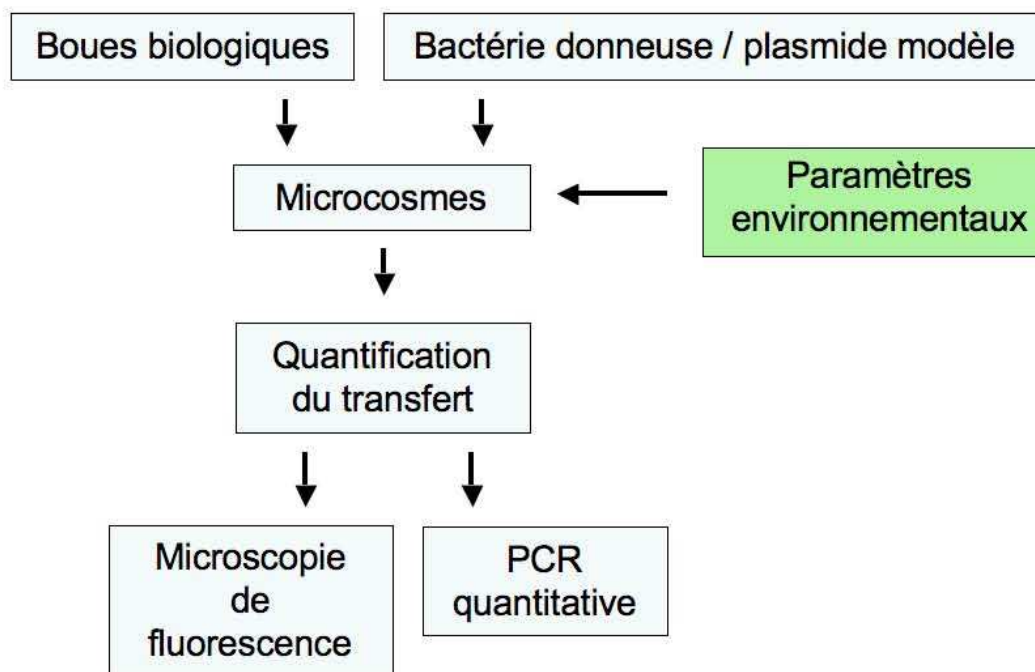 Boues biologiques
Bactérie donneuse / plasmide modèle
Microcosmes
Paramètres
environnementaux
Quantification
du transfert
Microscopie
de
fluorescence
PCR
quantitative